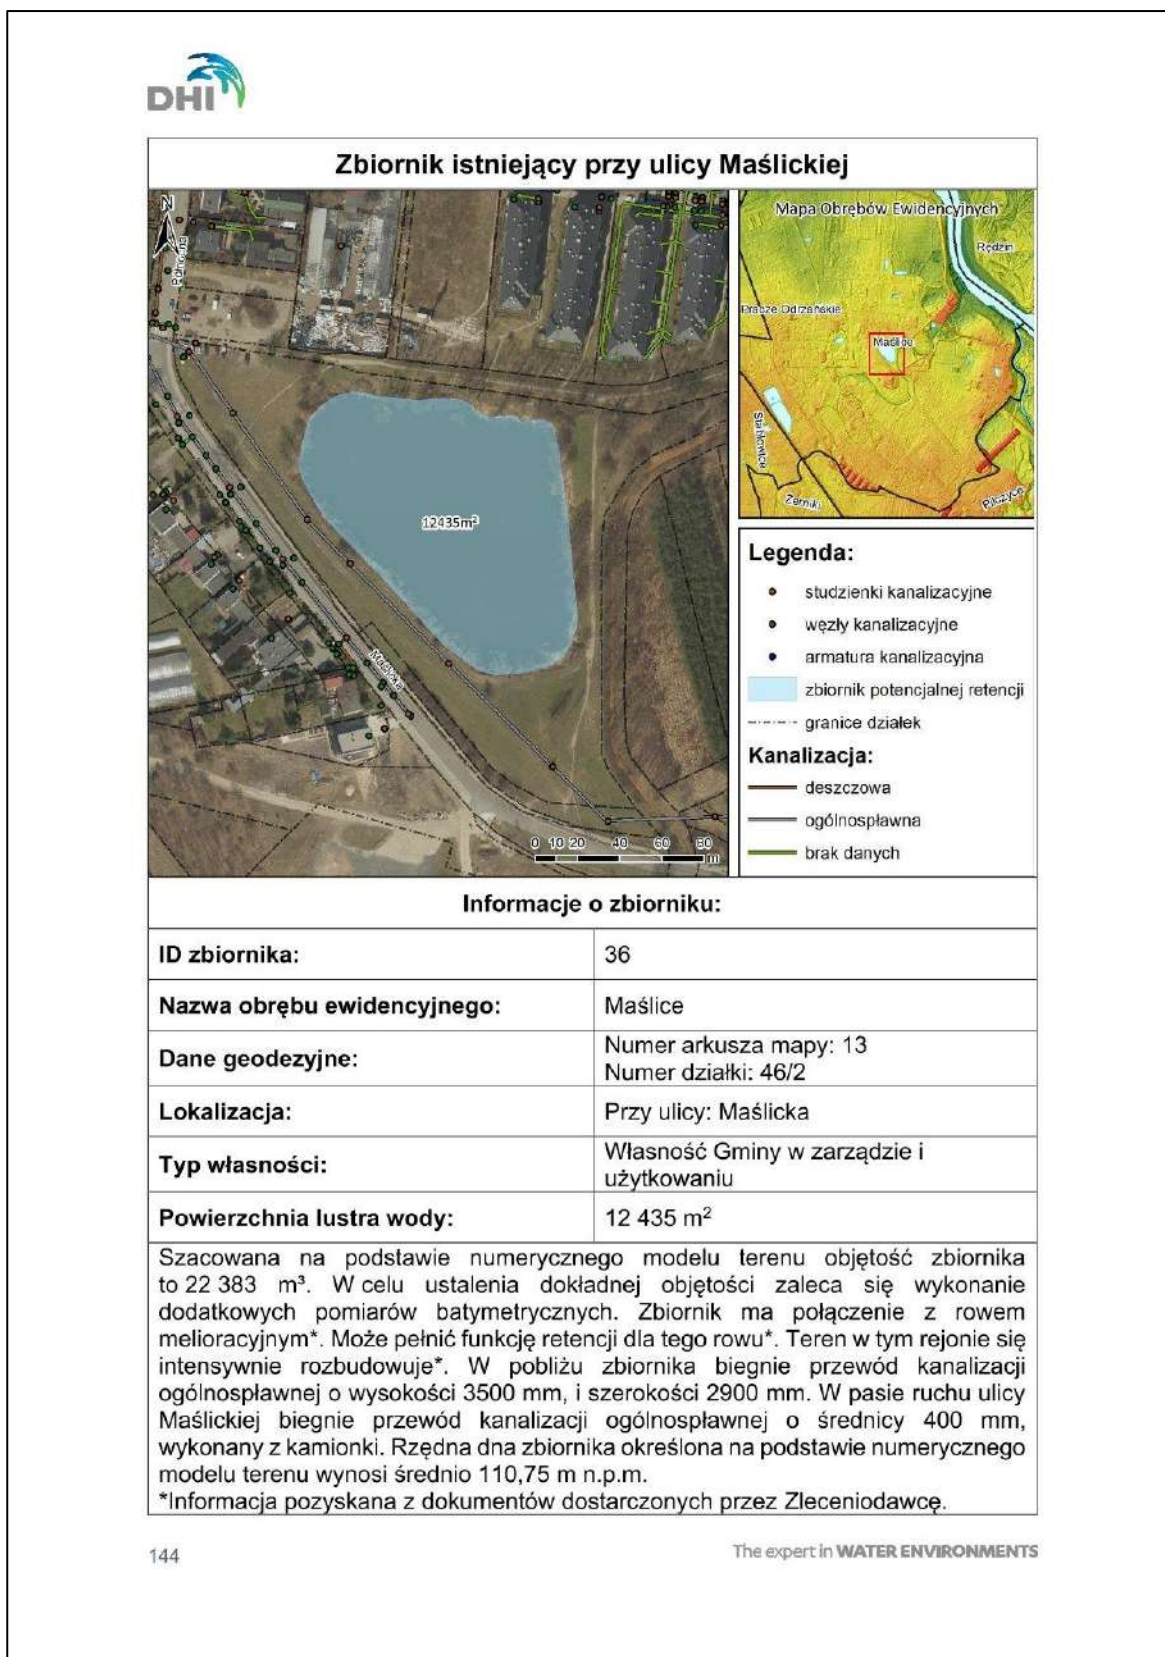 DHI
Zbiornik istniejący przy ulicy Maślickiej
N
Północna
12435m²
Maślicka
0 10 20 40 60 80
m
Mapa Obrębów Ewidencyjnych
Rędzin
Pracze Odrzańskie
Maślice
Stabłowice
Żerniki
Pilczyce
Legenda:
studzienki kanalizacyjne
węzły kanalizacyjne
armatura kanalizacyjna
zbiornik potencjalnej retencji
granice działek
Kanalizacja:
deszczowa
ogólnospławna
brak danych
Informacje o zbiorniku:
ID zbiornika: 36
Nazwa obrębu ewidencyjnego: Maślice
Dane geodezyjne: Numer arkusza mapy: 13
Numer działki: 46/2
Lokalizacja: Przy ulicy: Maślicka
Typ własności: Własność Gminy w zarządzie i
użytkowaniu
Powierzchnia lustra wody: 12 435 m²
Szacowana na podstawie numerycznego modelu terenu objętość zbiornika
to 22 383 m³. W celu ustalenia dokładnej objętości zaleca się wykonanie
dodatkowych pomiarów batymetrycznych. Zbiornik ma połączenie z rowem
melioracyjnym*. Może pełnić funkcję retencji dla tego rowu*. Teren w tym rejonie się
intensywnie rozbudowuje*. W pobliżu zbiornika biegnie przewód kanalizacji
ogólnospławnej o wysokości 3500 mm, i szerokości 2900 mm. W pasie ruchu ulicy
Maślickiej biegnie przewód kanalizacji ogólnospławnej o średnicy 400 mm,
wykonany z kamionki. Rzędna dna zbiornika określona na podstawie numerycznego
modelu terenu wynosi średnio 110,75 m n.p.m.
*Informacja pozyskana z dokumentów dostarczonych przez Zleceniodawcę.
144
The expert in WATER ENVIRONMENTS